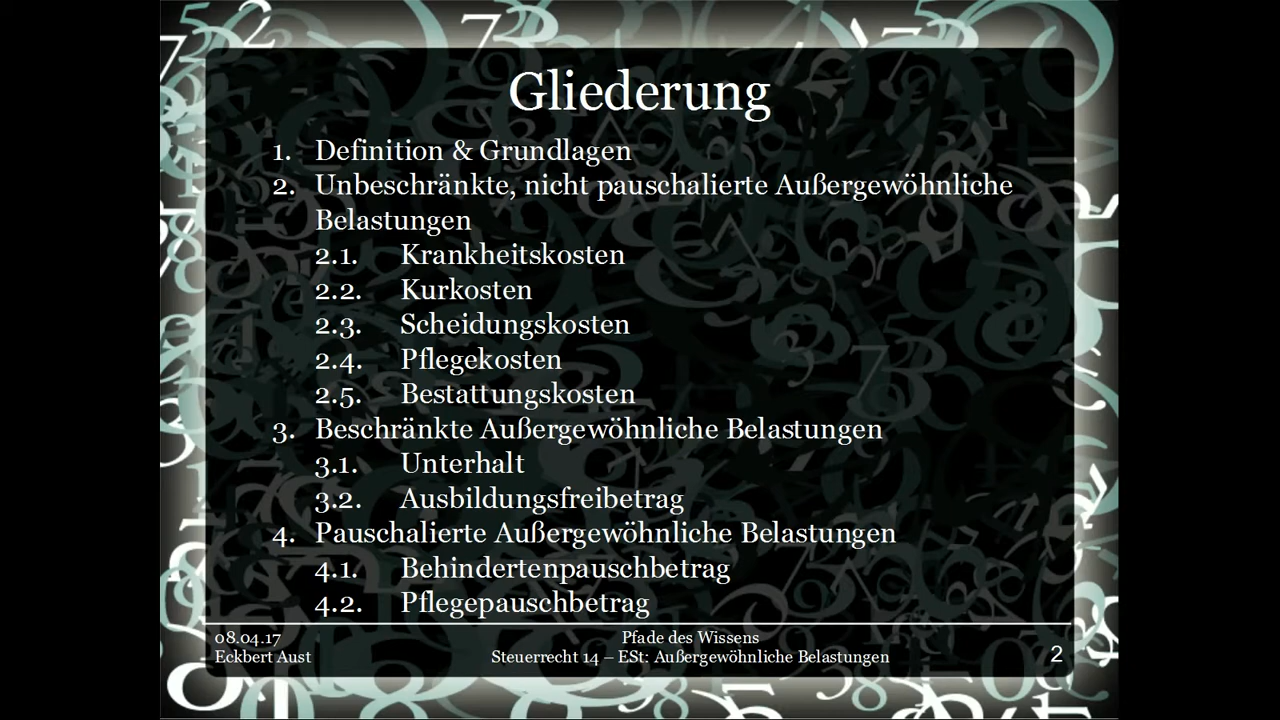 Gliederung
1. Definition & Grundlagen
2. Unbeschränkte, nicht pauschalierte Außergewöhnliche
Belastungen
2.1. Krankheitskosten
2.2. Kurkosten
2.3. Scheidungskosten
2.4. Pflegekosten
2.5. Bestattungskosten
3. Beschränkte Außergewöhnliche Belastungen
3.1. Unterhalt
3.2. Ausbildungsfreibetrag
4. Pauschalierte Außergewöhnliche Belastungen
4.1. Behindertenpauschbetrag
4.2. Pflegepauschbetrag
08.04.17 Pfade des Wissens
Eckbert Aust Steuerrecht 14 – ESt: Außergewöhnliche Belastungen 2